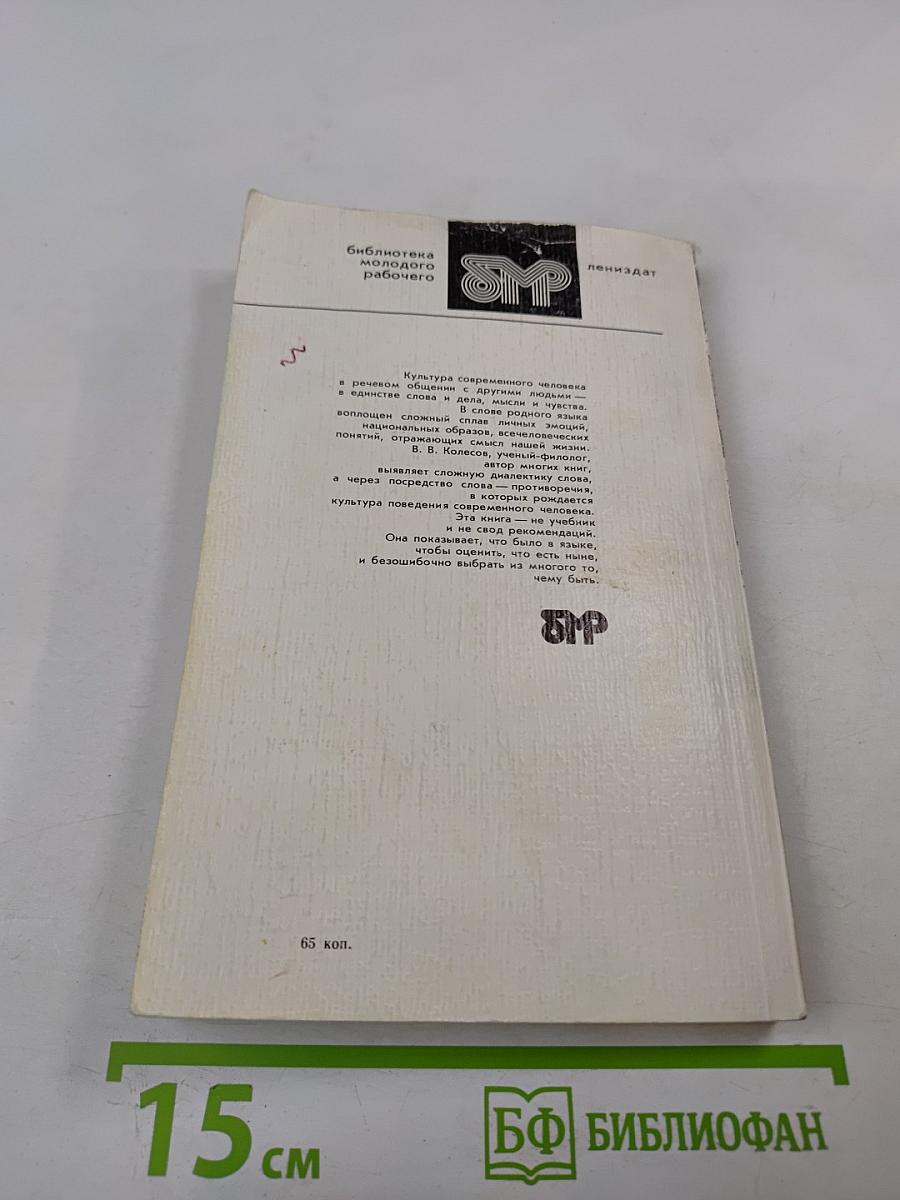 библиотека
молодого
рабочего
БМР
лениздат
Культура современного человека
в речевом общении с другими людьми —
в единстве слова и дела, мысли и чувства.
В слове родного языка
воплощен сложный сплав личных эмоций,
национальных образов, всечеловеческих
понятий, отражающих смысл нашей жизни.
В. В. Колесов, ученый-филолог,
автор многих книг,
выявляет сложную диалектику слова,
а через посредство слова — противоречия,
в которых рождается
культура поведения современного человека.
Эта книга — не учебник
и не свод рекомендаций.
Она показывает, что было в языке,
чтобы оценить, что есть ныне,
и безошибочно выбрать из многого то,
чему быть.
БМР
65 коп.
15 см
БФ БИБЛИОФАН